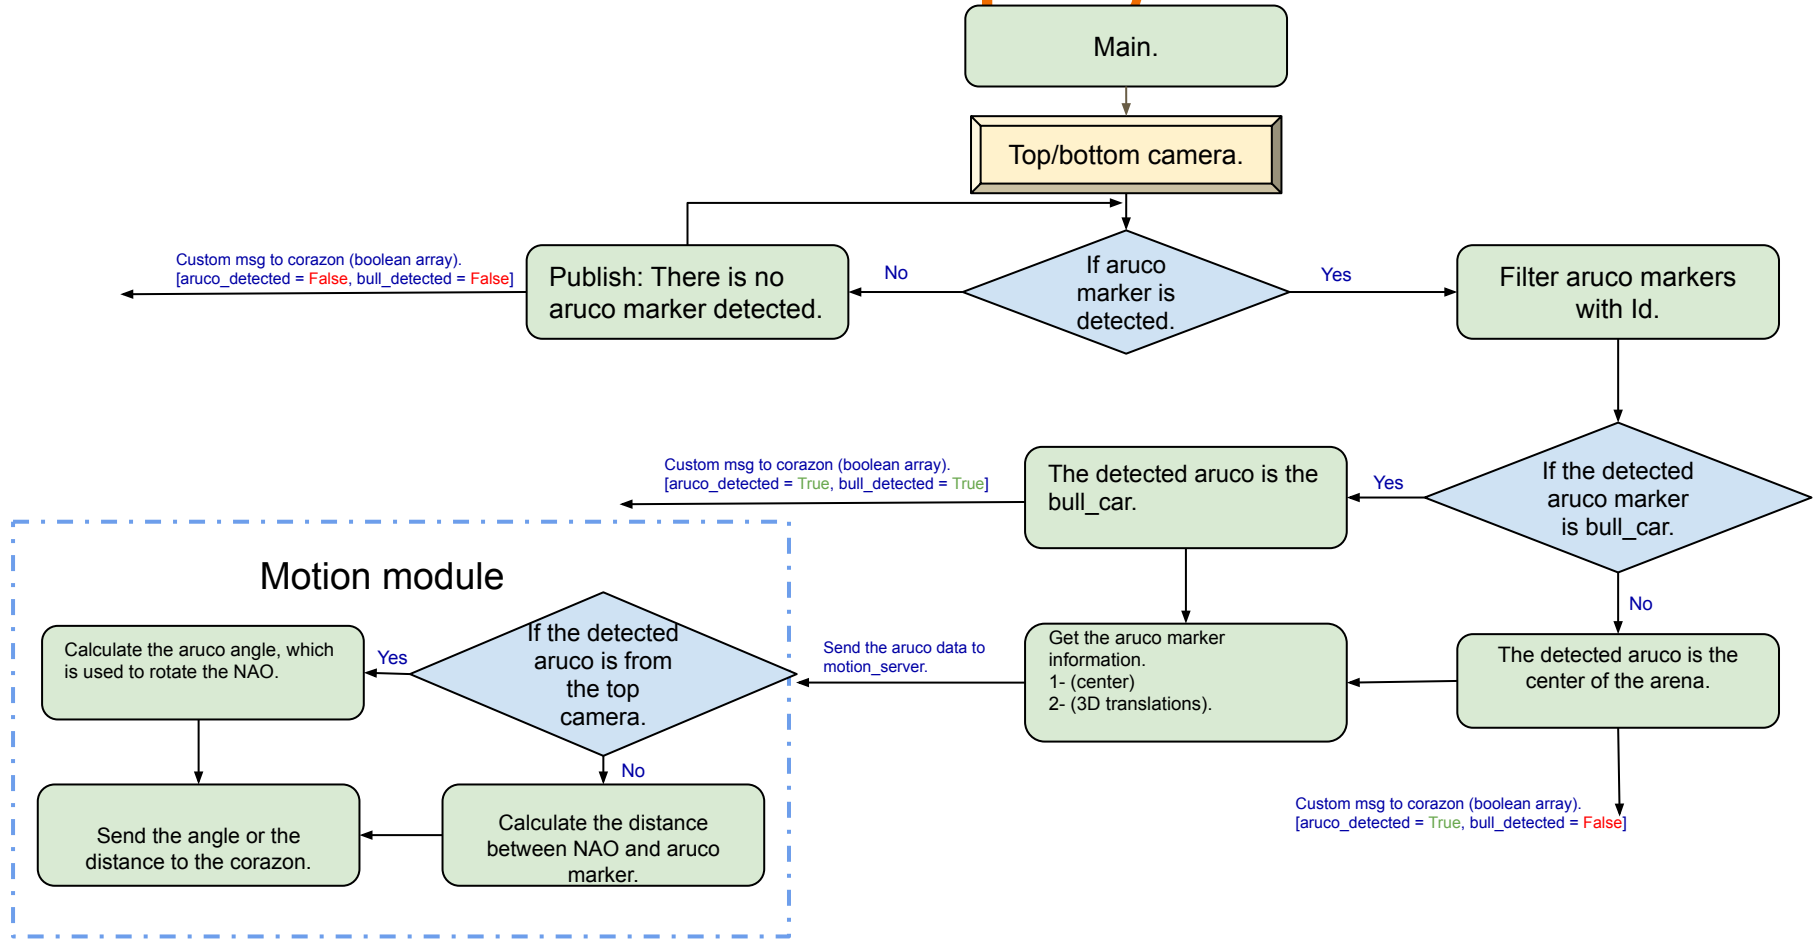 Main.
Top/bottom camera.
Custom msg to corazon (boolean array).
[aruco_detected = False, bull_detected = False]
Publish: There is no
aruco marker detected.
No
If aruco
marker is
detected.
Yes
Filter aruco markers
with Id.
Custom msg to corazon (boolean array).
[aruco_detected = True, bull_detected = True]
The detected aruco is the
bull_car.
Yes
If the detected
aruco marker
is bull_car.
No
Motion module
Calculate the aruco angle, which
is used to rotate the NAO.
Yes
If the detected
aruco is from
the top
camera.
Send the aruco data to
motion_server.
Get the aruco marker
information.
1- (center)
2- (3D translations).
The detected aruco is the
center of the arena.
No
Send the angle or the
distance to the corazon.
Calculate the distance
between NAO and aruco
marker.
Custom msg to corazon (boolean array).
[aruco_detected = True, bull_detected = False]